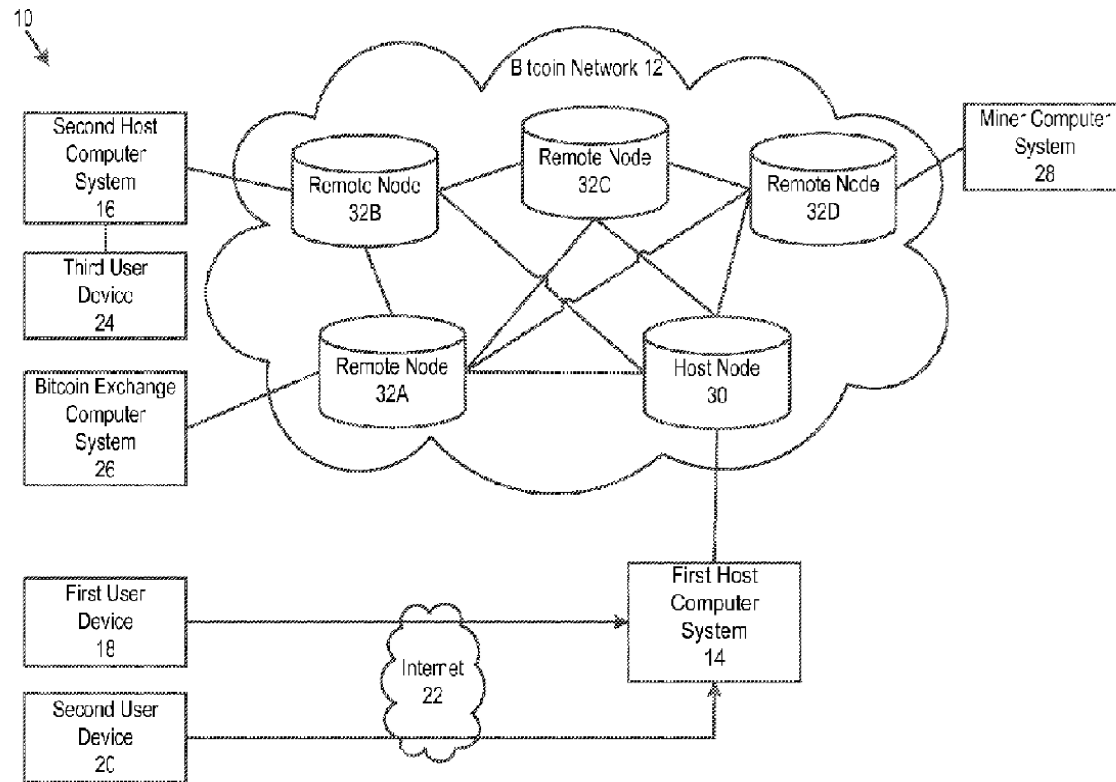 10
Bitcoin Network 12
Second Host
Computer
System
16
Remote Node
32B
Remote Node
32C
Remote Node
32D
Miner Computer
System
28
Third User
Device
24
Remote Node
32A
Host Node
30
Bitcoin Exchange
Computer
System
26
First User
Device
18
First Host
Computer
System
14
Internet
22
Second User
Device
20